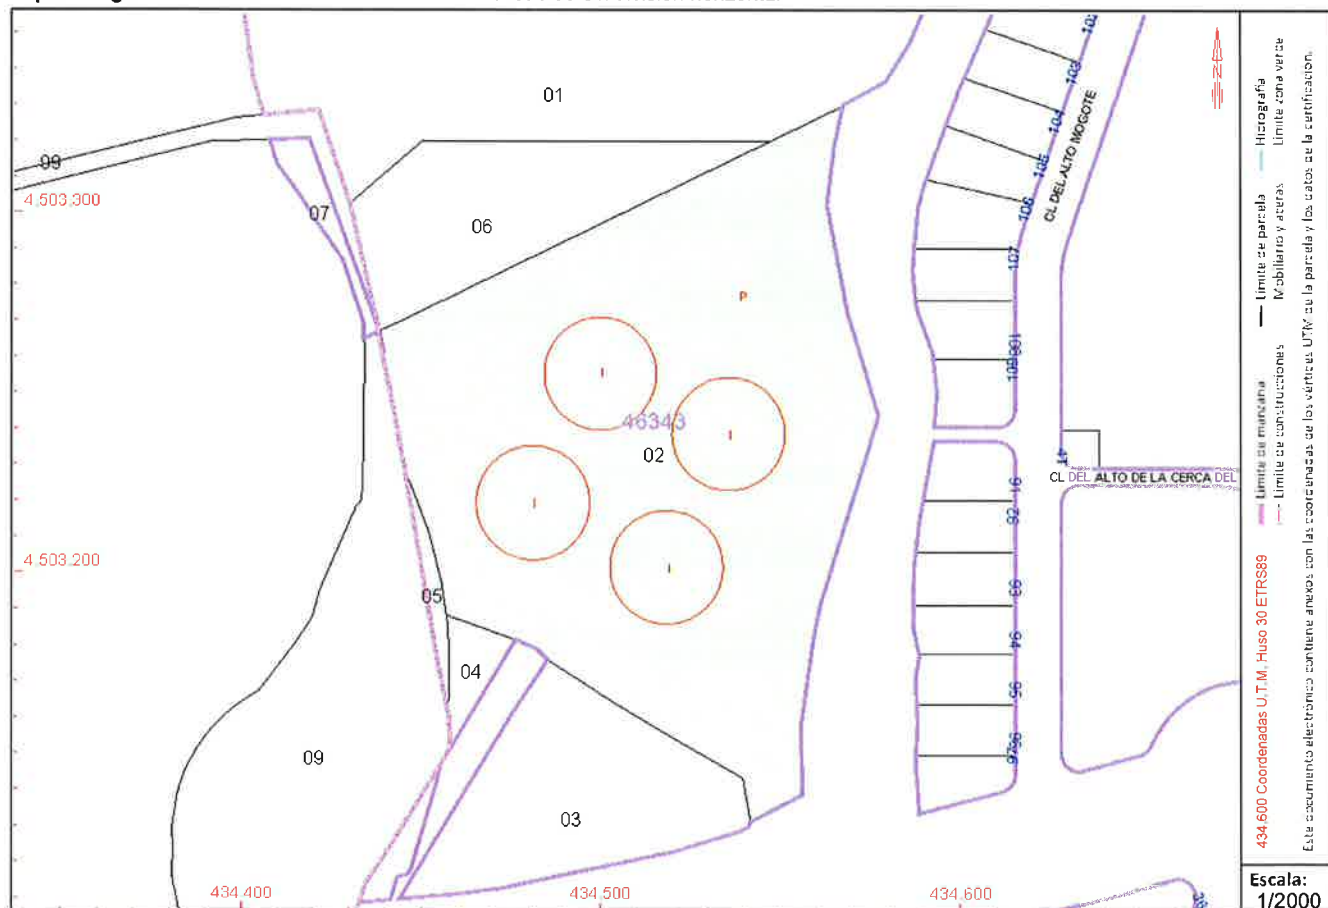 01
102
103
104
105
106
107
CL DEL ALTO MOGOTE
99
4.503,300
07
06
P
I
46343
I
02
I
I
109
4T
CL DEL ALTO DE LA CERCA DEL
91
92
93
94
95
96
97
4.503,200
05
04
09
03
434,400
434,500
434,600
N
Hidrografía
Límite zona verde
Límite de parcela
Mobiliario y aceras
Límite de manzana
Límite de construcciones
434.600 Coordenadas U.T.M. Huso 30 ETRS89
Este documento electrónico contiene anexos con las coordenadas de los vértices UTM de la parcela y los datos de la certificación.
Escala:
1/2000